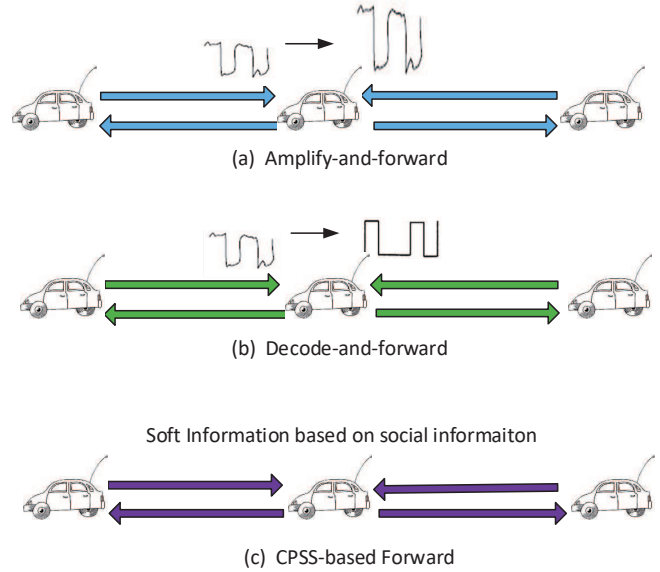 (a) Amplify-and-forward
(b) Decode-and-forward
Soft Information based on social informaiton
(c) CPSS-based Forward